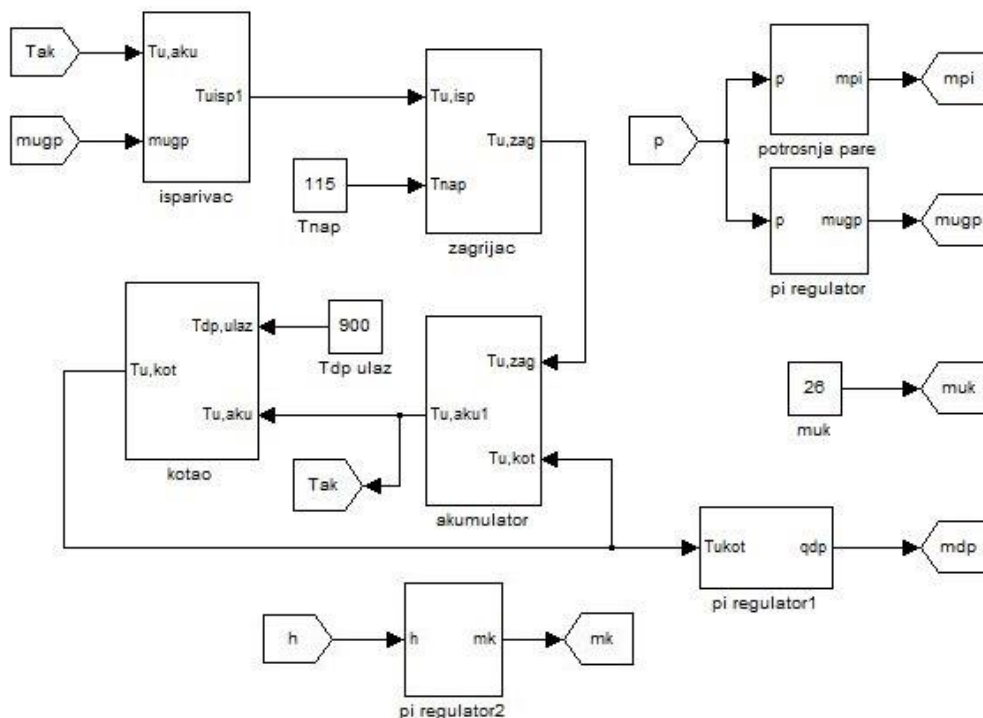 Tak
Tu,aku
Tuisp1
mugp
mugp
isparivac
Tu,isp
Tu,zag
115
Tnap
Tnap
zagrijac
p
p
mpi
mpi
potrosnja pare
p
mugp
mugp
pi regulator
Tdp,ulaz
900
Tdp ulaz
Tu,kot
Tu,aku
kotao
Tu,zag
Tu,aku1
Tu,kot
akumulator
Tak
26
muk
muk
Tukot
qdp
mdp
pi regulator1
h
h
mk
mk
pi regulator2